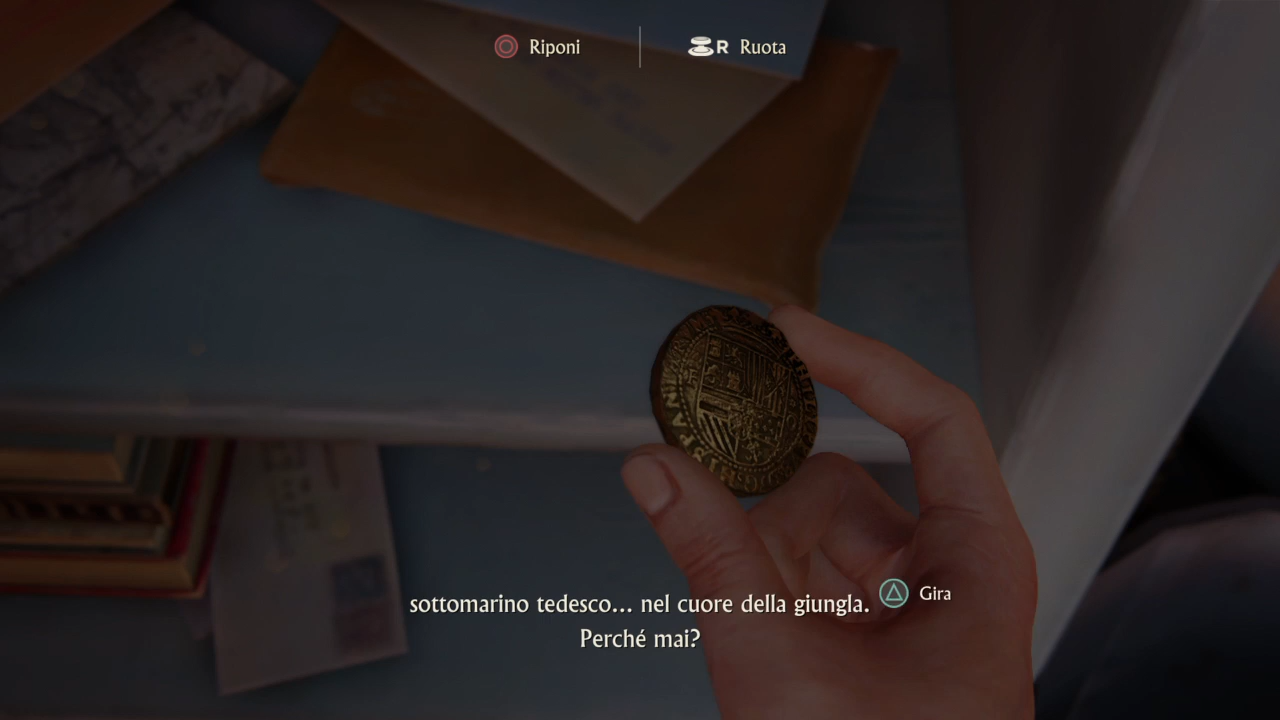 Riponi
R Ruota
Gira
sottomarino tedesco... nel cuore della giungla.
Perché mai?